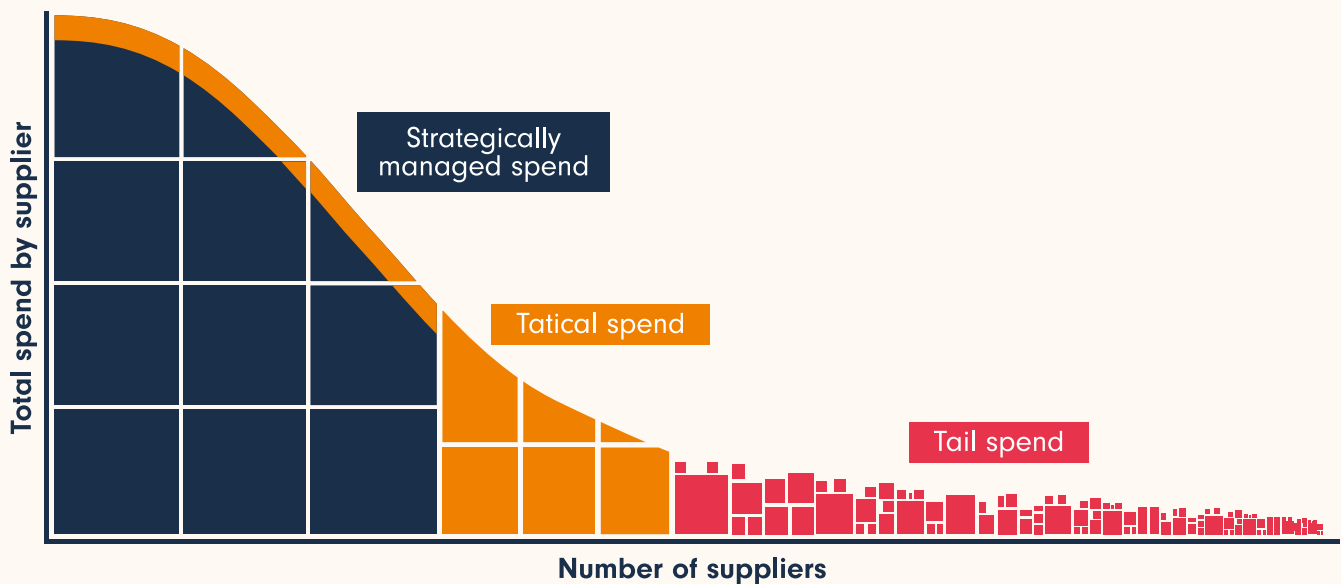 Total spend by supplier
Strategically
managed spend
Tatical spend
Tail spend
Number of suppliers